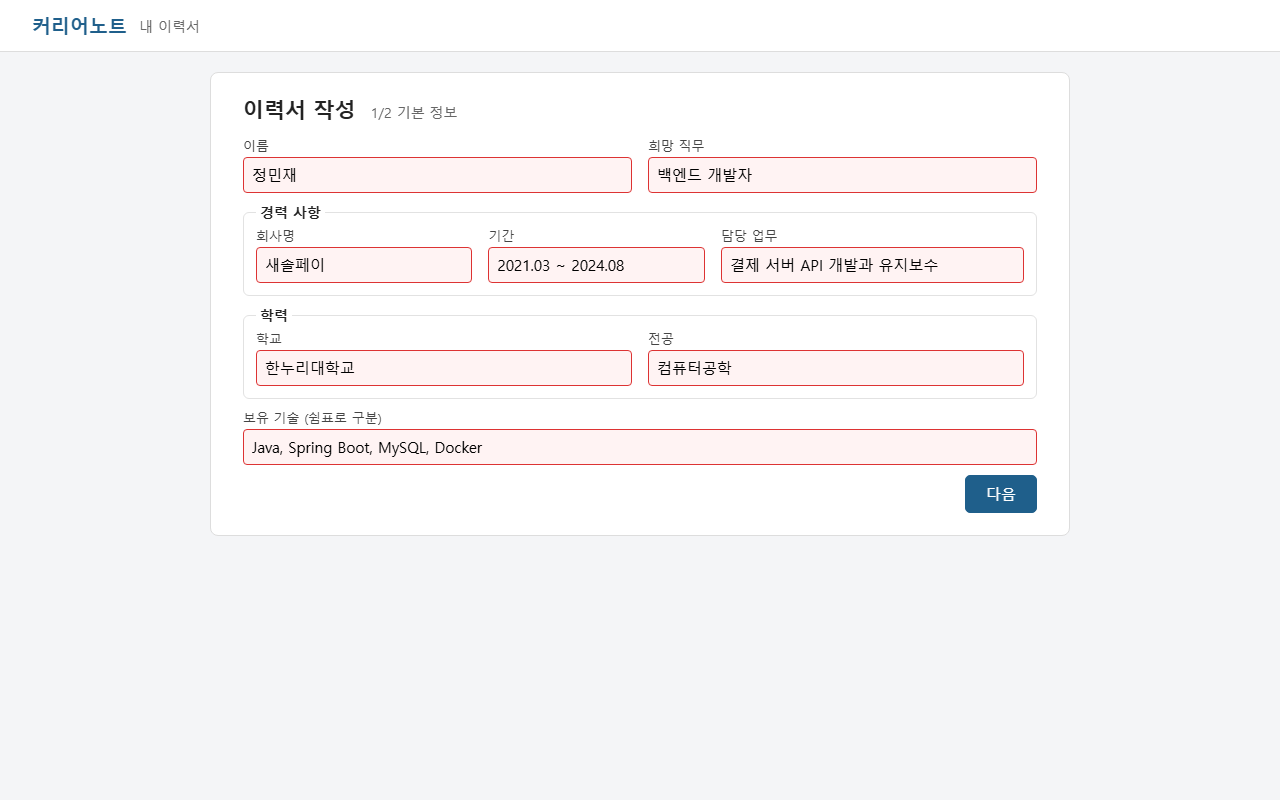 커리어노트 내 이력서
이력서 작성 1/2 기본 정보
이름 희망 직무
정민재 백엔드 개발자
경력 사항
회사명 기간 담당 업무
새솔페이 2021.03 ~ 2024.08 결제 서버 API 개발과 유지보수
학력
학교 전공
한누리대학교 컴퓨터공학
보유 기술 (쉼표로 구분)
Java, Spring Boot, MySQL, Docker
다음